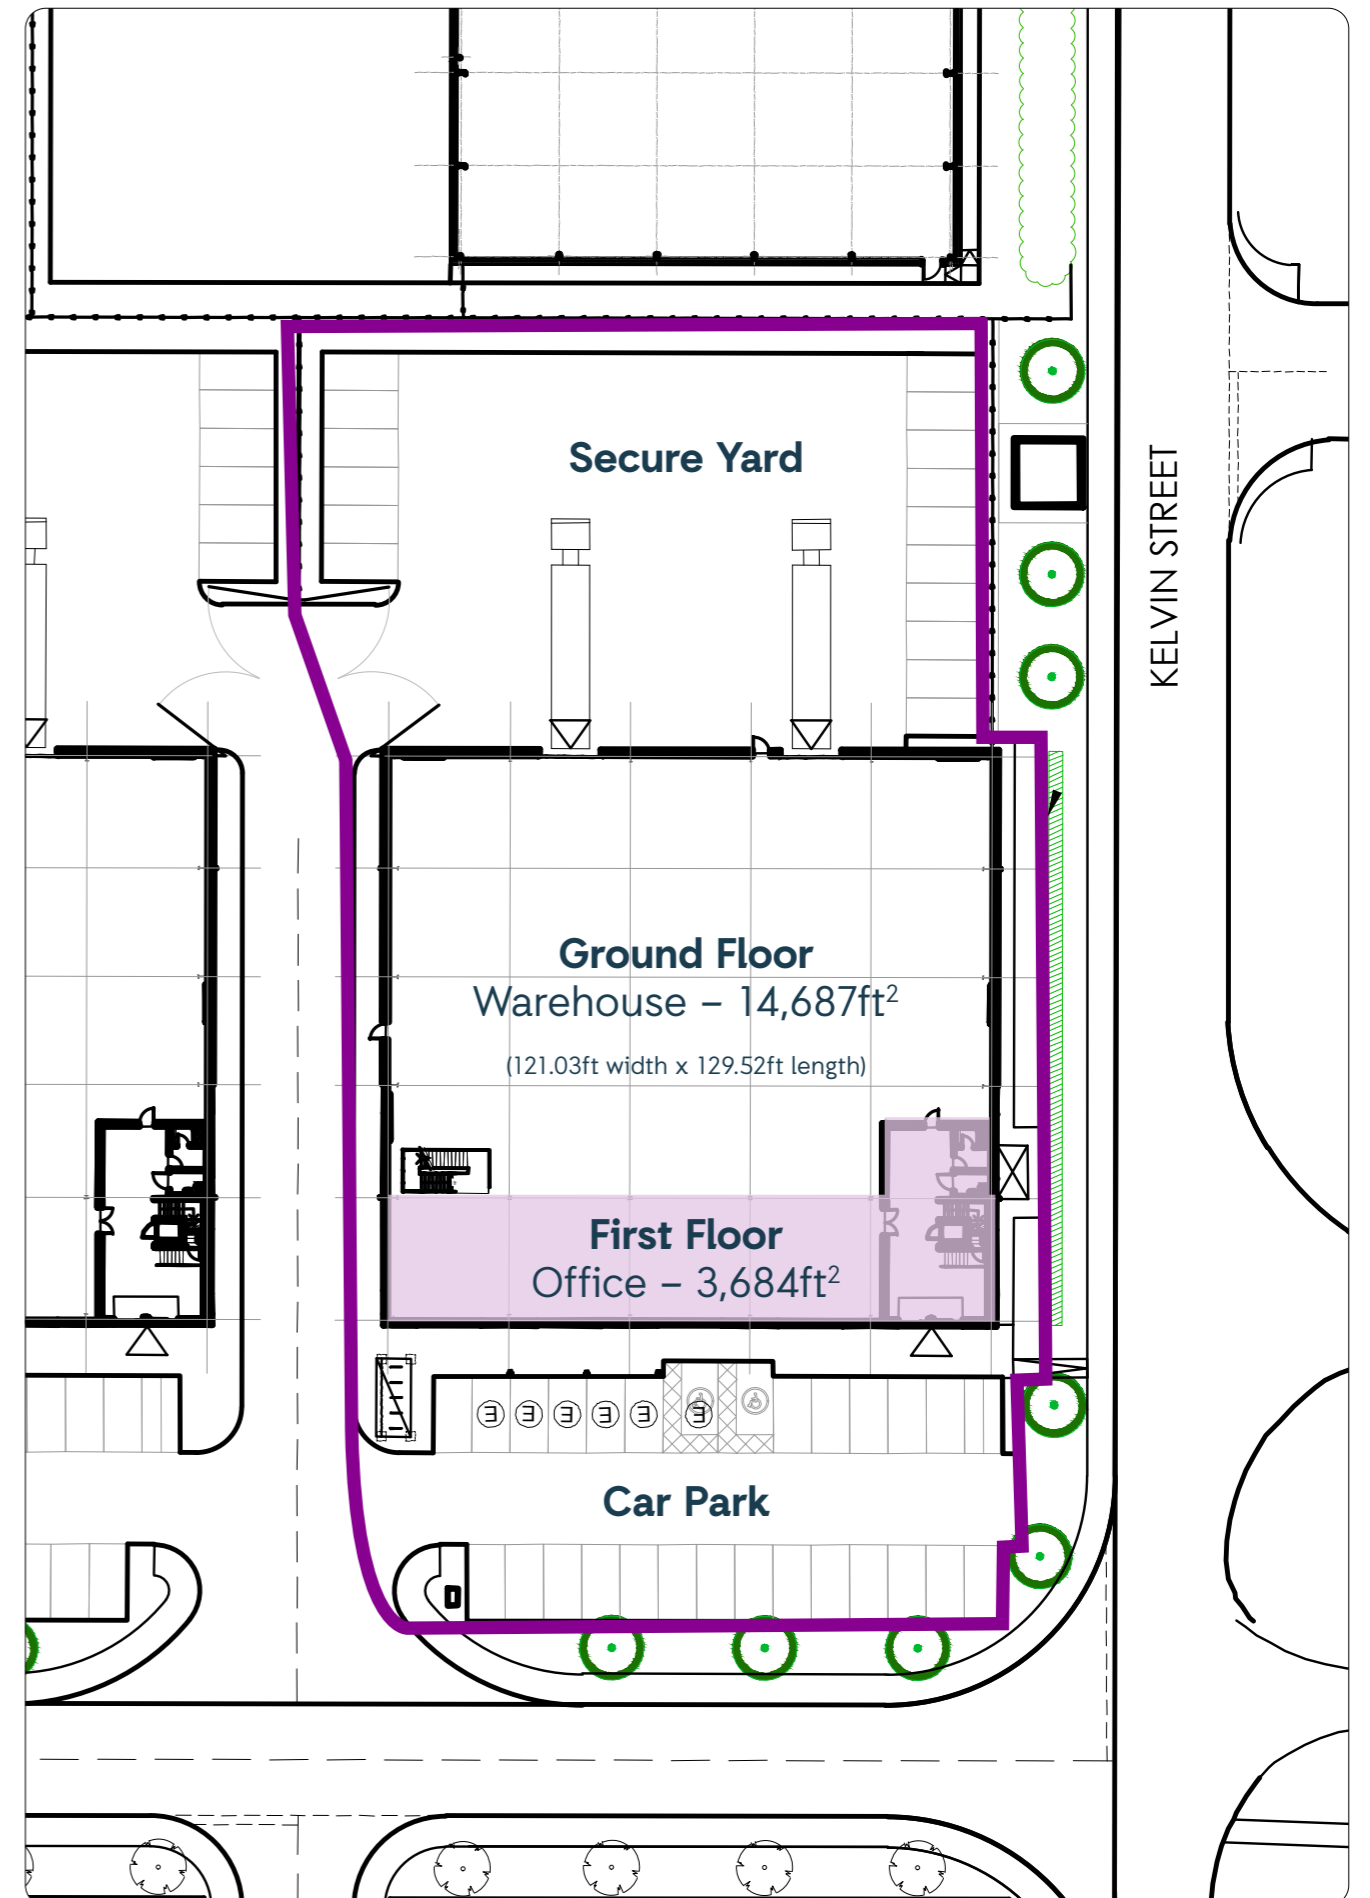 Secure Yard
KELVIN STREET
Ground Floor
Warehouse – 14,687ft²
(121.03ft width x 129.52ft length)
First Floor
Office – 3,684ft²
E E E E E E
Car Park